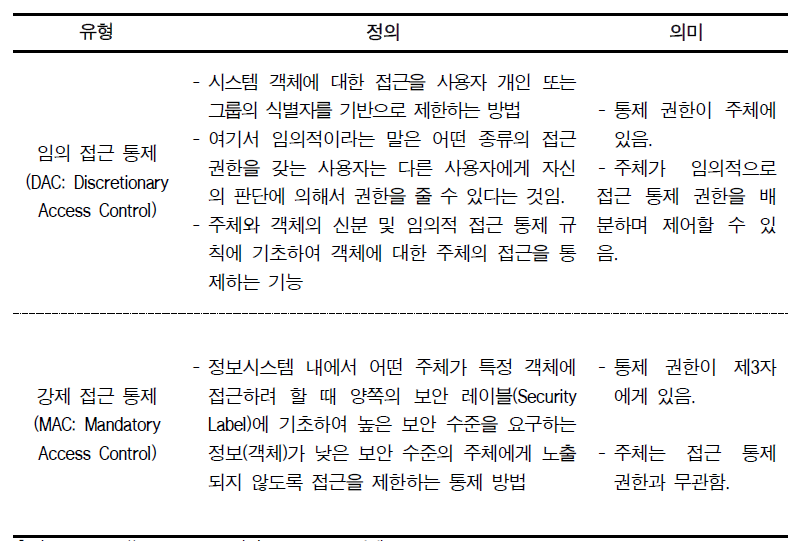 유형 정의 의미
임의 접근 통제
(DAC: Discretionary
Access Control)
- 시스템 객체에 대한 접근을 사용자 개인 또는
그룹의 식별자를 기반으로 제한하는 방법
- 여기서 임의적이라는 말은 어떤 종류의 접근
권한을 갖는 사용자는 다른 사용자에게 자신
의 판단에 의해서 권한을 줄 수 있다는 것임.
- 주체와 객체의 신분 및 임의적 접근 통제 규
칙에 기초하여 객체에 대한 주체의 접근을 통
제하는 기능
- 통제 권한이 주체에
있음.
- 주체가 임의적으로
접근 통제 권한을 배
분하며 제어할 수 있
음.
강제 접근 통제
(MAC: Mandatory
Access Control)
- 정보시스템 내에서 어떤 주체가 특정 객체에
접근하려 할 때 양쪽의 보안 레이블(Security
Label)에 기초하여 높은 보안 수준을 요구하는
정보(객체)가 낮은 보안 수준의 주체에게 노출
되지 않도록 접근을 제한하는 통제 방법
- 통제 권한이 제3자
에게 있음.
- 주체는 접근 통제
권한과 무관함.